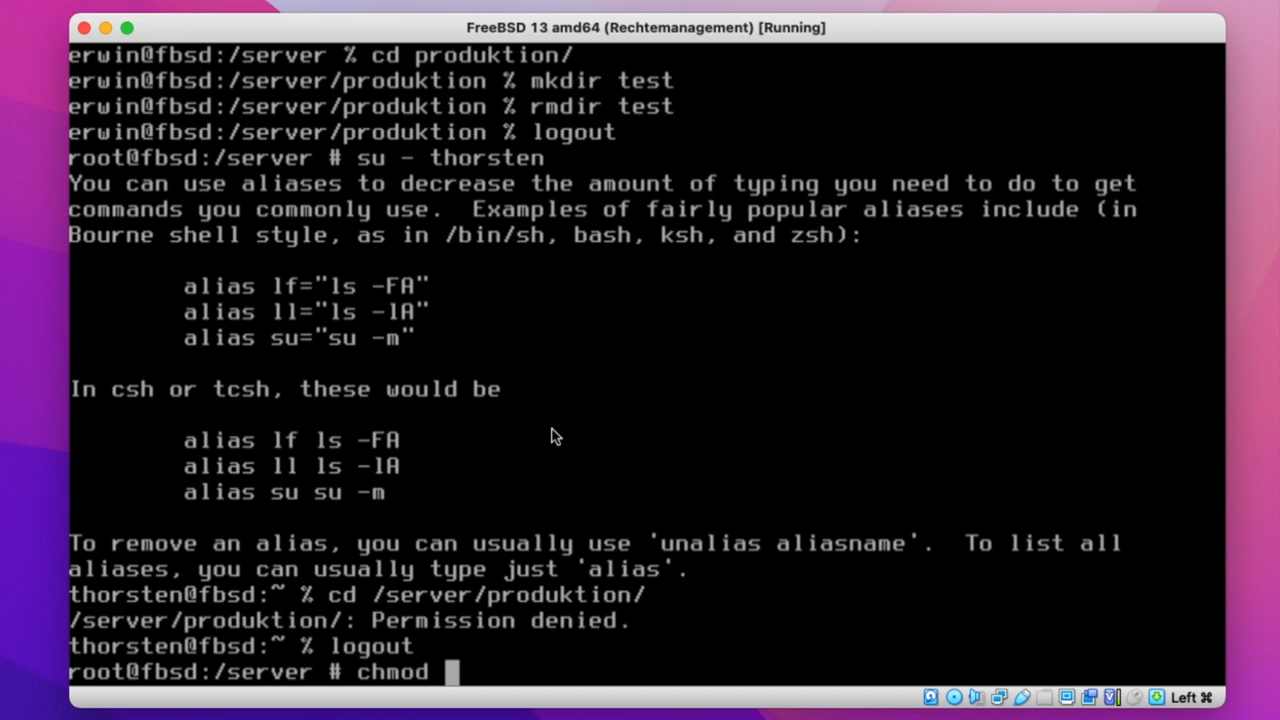 FreeBSD 13 amd64 (Rechtemanagement) [Running]
erwin@fbsd:/server % cd produktion/
erwin@fbsd:/server/produktion % mkdir test
erwin@fbsd:/server/produktion % rmdir test
erwin@fbsd:/server/produktion % logout
root@fbsd:/server # su - thorsten
You can use aliases to decrease the amount of typing you need to do to get
commands you commonly use.  Examples of fairly popular aliases include (in
Bourne shell style, as in /bin/sh, bash, ksh, and zsh):
alias lf="ls -FA"
alias ll="ls -lA"
alias su="su -m"
In csh or tcsh, these would be
alias lf ls -FA
alias ll ls -lA
alias su su -m
To remove an alias, you can usually use 'unalias aliasname'.  To list all
aliases, you can usually type just 'alias'.
thorsten@fbsd:~ % cd /server/produktion/
/server/produktion/: Permission denied.
thorsten@fbsd:~ % logout
root@fbsd:/server # chmod
Left ⌘